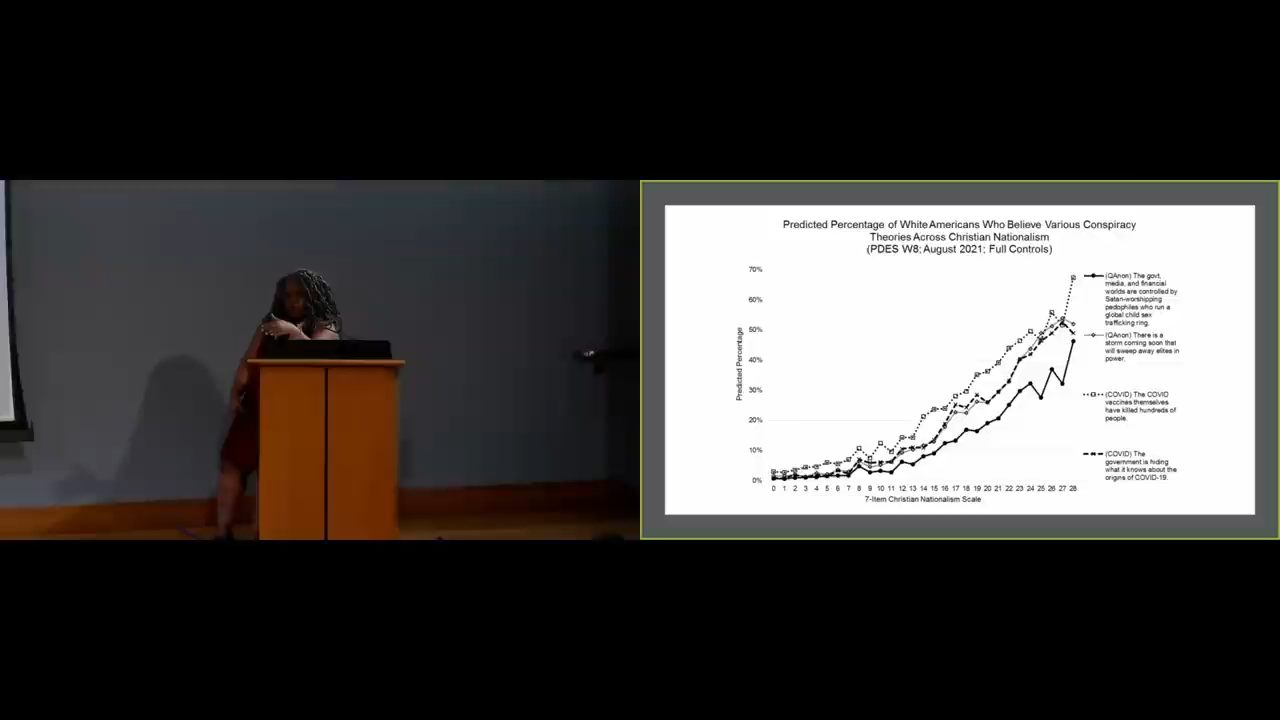 Predicted Percentage of White Americans Who Believe Various Conspiracy
Theories Across Christian Nationalism
(PDES W8; August 2021; Full Controls)
70%
60%
50%
40%
30%
20%
10%
0%
Predicted Percentage
0 1 2 3 4 5 6 7 8 9 10 11 12 13 14 15 16 17 18 19 20 21 22 23 24 25 26 27 28
7-Item Christian Nationalism Scale
(QAnon) The govt,
media, and financial
worlds are controlled by
Satan-worshipping
pedophiles who run a
global child sex
trafficking ring.
(QAnon) There is a
storm coming soon that
will sweep away elites in
power.
(COVID) The COVID
vaccines themselves
have killed hundreds of
people.
(COVID) The
government is hiding
what it knows about the
origins of COVID-19.